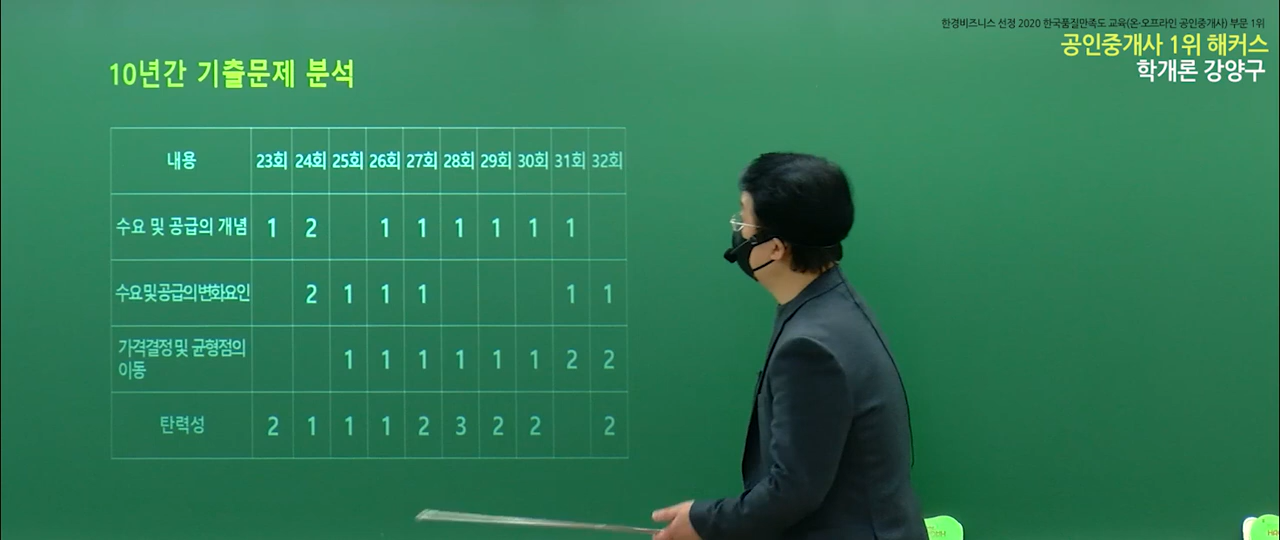 한경비즈니스 선정 2020 한국품질만족도 교육(온·오프라인 공인중개사) 부문 1위
공인중개사 1위 해커스
학개론 강양구
10년간 기출문제 분석
내용 23회 24회 25회 26회 27회 28회 29회 30회 31회 32회
수요 및 공급의 개념 1 2 1 1 1 1 1 1
수요및공급의변화요인 2 1 1 1 1 1
가격결정 및 균형점의
이동 1 1 1 1 1 1 2 2
탄력성 2 1 1 1 2 3 2 2 2